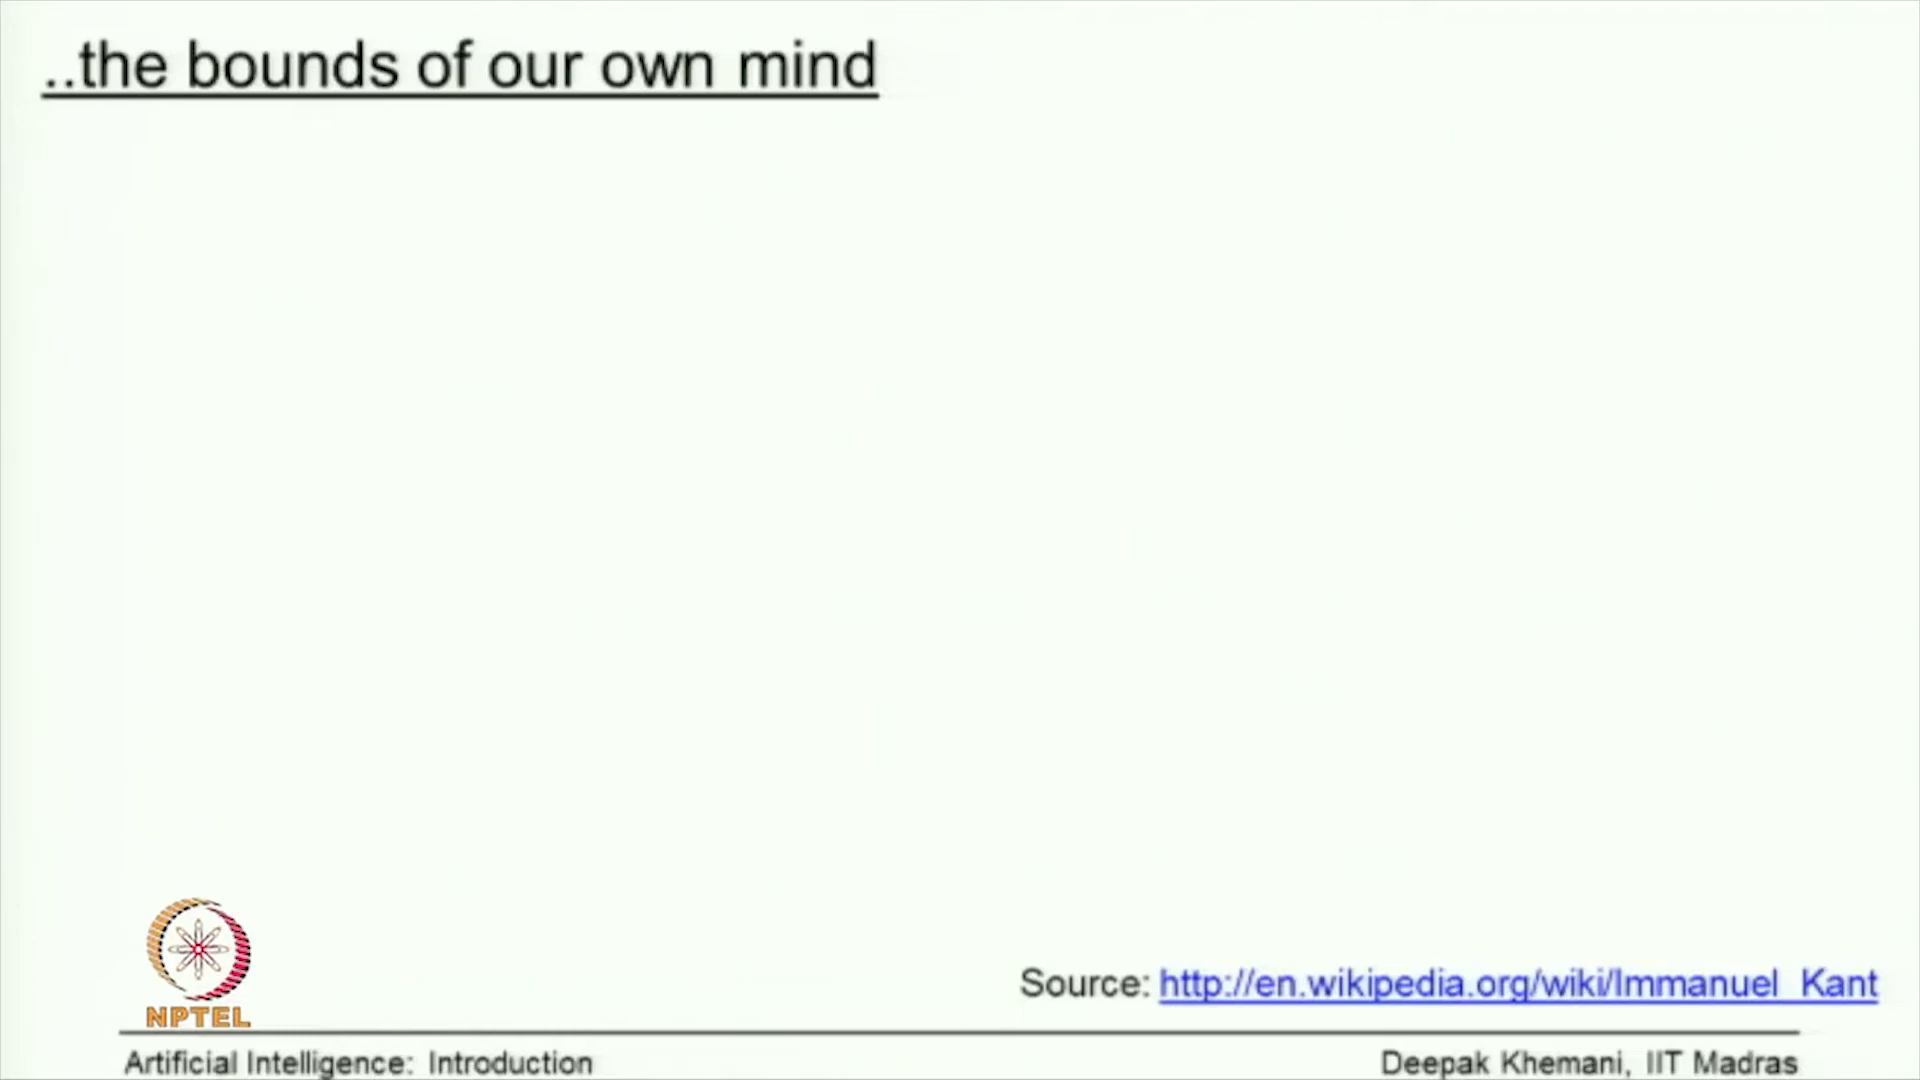 ..the bounds of our own mind
NPTEL
Source: http://en.wikipedia.org/wiki/Immanuel_Kant
Artificial Intelligence: Introduction
Deepak Khemani, IIT Madras